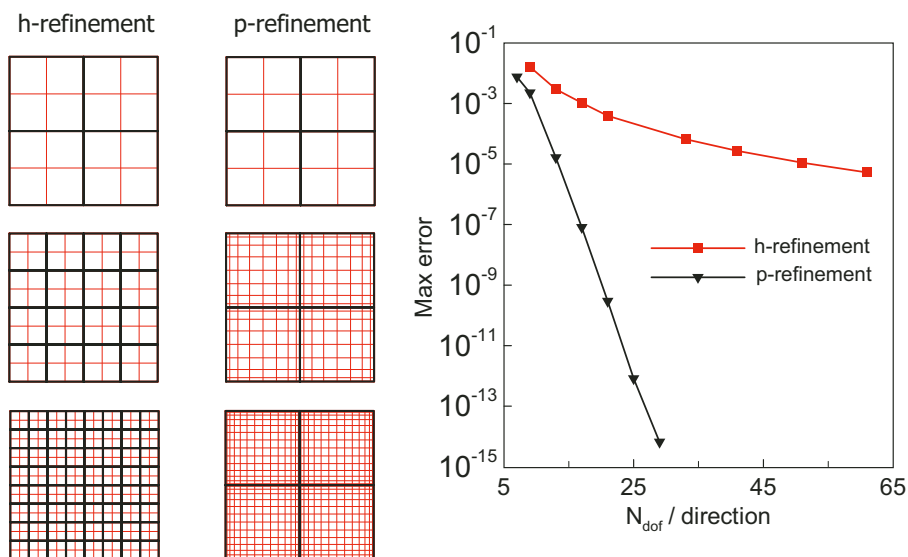 h-refinement
p-refinement
10^-1
10^-3
10^-5
10^-7
10^-9
10^-11
10^-13
10^-15
Max error
h-refinement
p-refinement
5
25
45
65
N_dof / direction